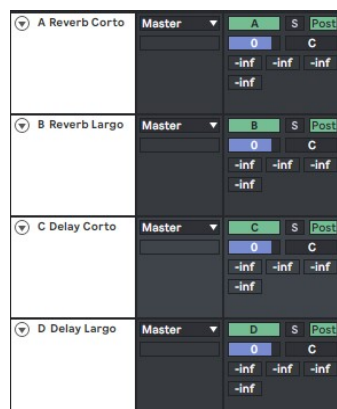 A Reverb Corto Master A S Post
0 C
-inf -inf -inf
-inf
B Reverb Largo Master B S Post
0 C
-inf -inf -inf
-inf
C Delay Corto Master C S Post
0 C
-inf -inf -inf
-inf
D Delay Largo Master D S Post
0 C
-inf -inf -inf
-inf